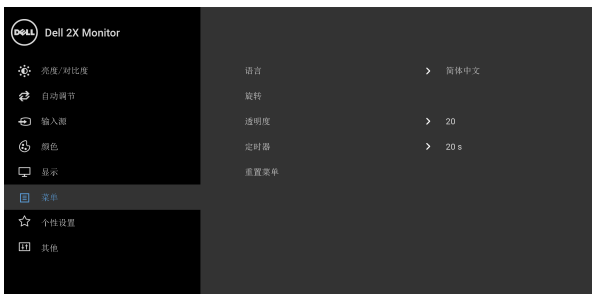 DELL Dell 2X Monitor
亮度/对比度
语言 简体中文
自动调节
旋转
输入源
透明度 20
颜色
定时器 20 s
显示
重置菜单
菜单
个性设置
其他